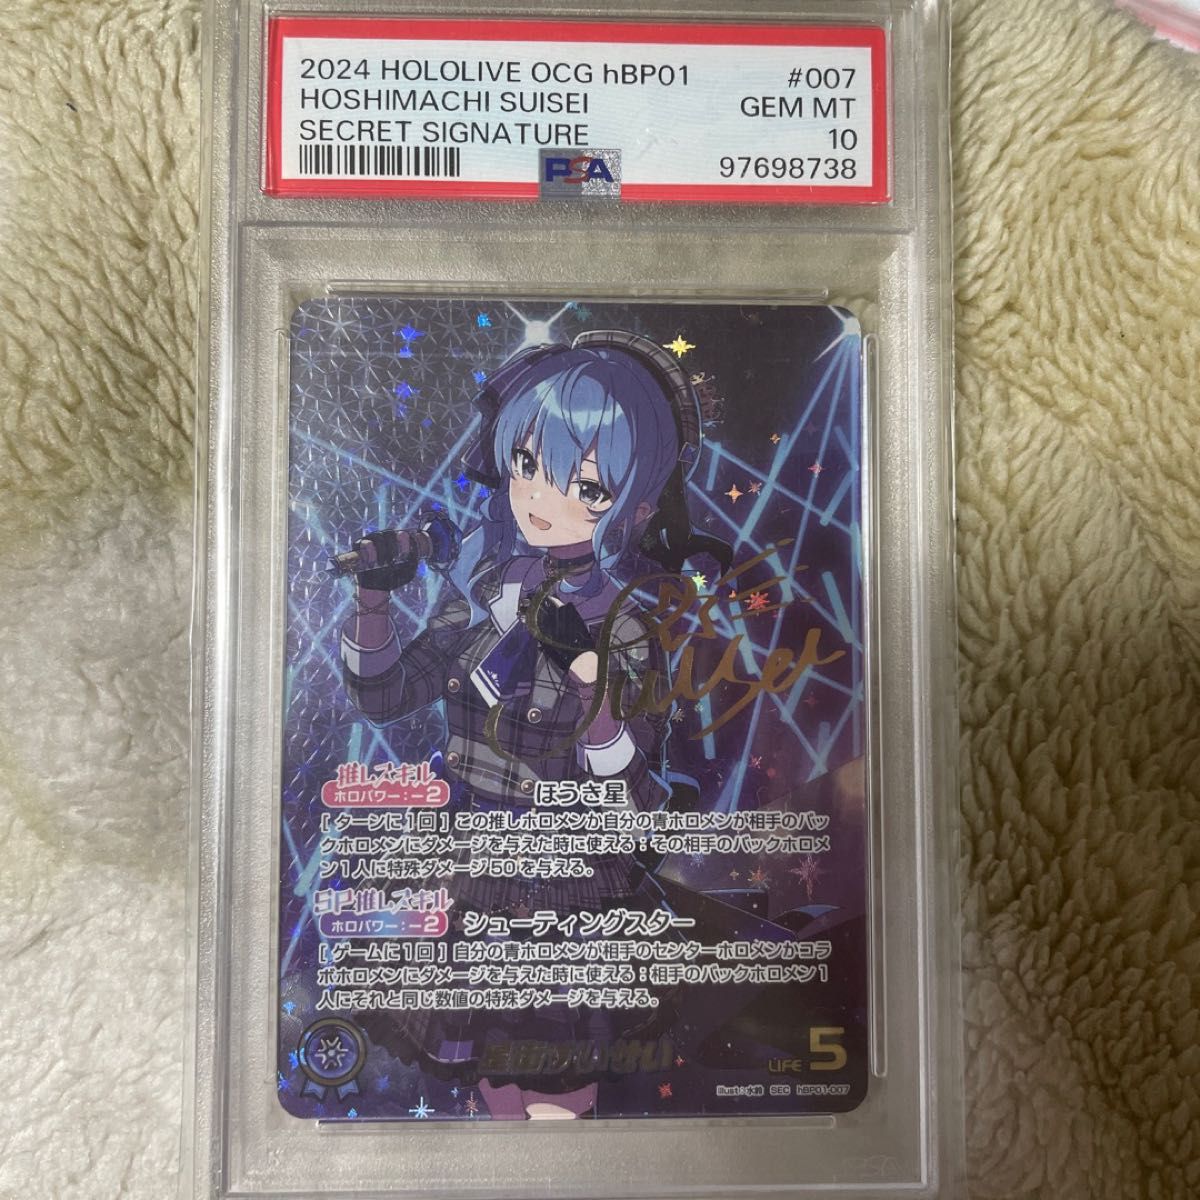 2024 HOLOLIVE OCG hBP01 #007
HOSHIMACHI SUISEI GEM MT
SECRET SIGNATURE 10
PSA 97698738
Suisei
推しスキル
ホロパワー：－2 ほうき星
[ ターンに１回 ] この推しホロメンか自分の青ホロメンが相手のバッ
クホロメンにダメージを与えた時に使える：その相手のバックホロメ
ン１人に特殊ダメージ50を与える。
SP推しスキル
ホロパワー：－2 シューティングスター
[ ゲームに１回 ] 自分の青ホロメンが相手のセンターホロメンかコラ
ボホロメンにダメージを与えた時に使える：相手のバックホロメン１
人にそれと同じ数値の特殊ダメージを与える。
星街すいせい
LIFE 5
illust：水鈴 SEC hBP01-007